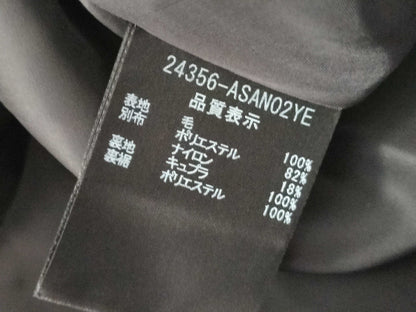 24356-ASAN02YE
品質表示
表地 毛 100%
別布 ポリエステル 82%
ナイロン 18%
裏地 キュプラ 100%
裏裾 ポリエステル 100%